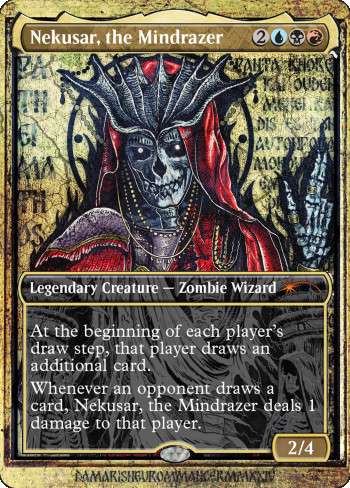 Nekusar, the Mindrazer 2
Legendary Creature — Zombie Wizard
At the beginning of each player's
draw step, that player draws an
additional card.
Whenever an opponent draws a
card, Nekusar, the Mindrazer deals 1
damage to that player.
2/4